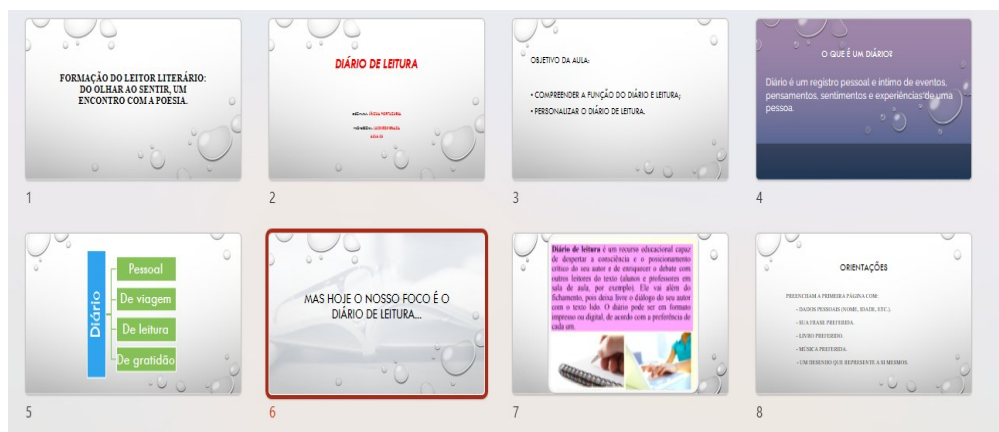 FORMAÇÃO DO LEITOR LITERÁRIO:
DO OLHAR AO SENTIR, UM
ENCONTRO COM A POESIA.
1
DIÁRIO DE LEITURA
LÍNGUA PORTUGUESA
2
OBJETIVO DA AULA:
• COMPREENDER A FUNÇÃO DO DIÁRIO E LEITURA;
• PERSONALIZAR O DIÁRIO DE LEITURA.
3
O QUE É UM DIÁRIO?
Diário é um registro pessoal e íntimo de eventos,
pensamentos, sentimentos e experiências de uma
pessoa.
4
Diário
Pessoal
De viagem
De leitura
De gratidão
5
MAS HOJE O NOSSO FOCO É O
DIÁRIO DE LEITURA...
6
Diário de leitura é um recurso educacional capaz
de despertar a consciência e o posicionamento
crítico do seu autor e de enriquecer o debate com
outros leitores do texto (alunos e professores em
sala de aula, por exemplo). Ele vai além do
fichamento, pois deixa livre o diálogo do seu autor
com o texto lido. O diário pode ser em formato
impresso ou digital, de acordo com a preferência de
cada um.
7
ORIENTAÇÕES
PREENCHAM A PRIMEIRA PÁGINA COM:
- DADOS PESSOAIS (NOME, IDADE, ETC.);
- SUA FRASE PREFERIDA.
- LIVRO PREFERIDO.
- MÚSICA PREFERIDA.
- UM DESENHO QUE REPRESENTE A SI MESMOS.
8